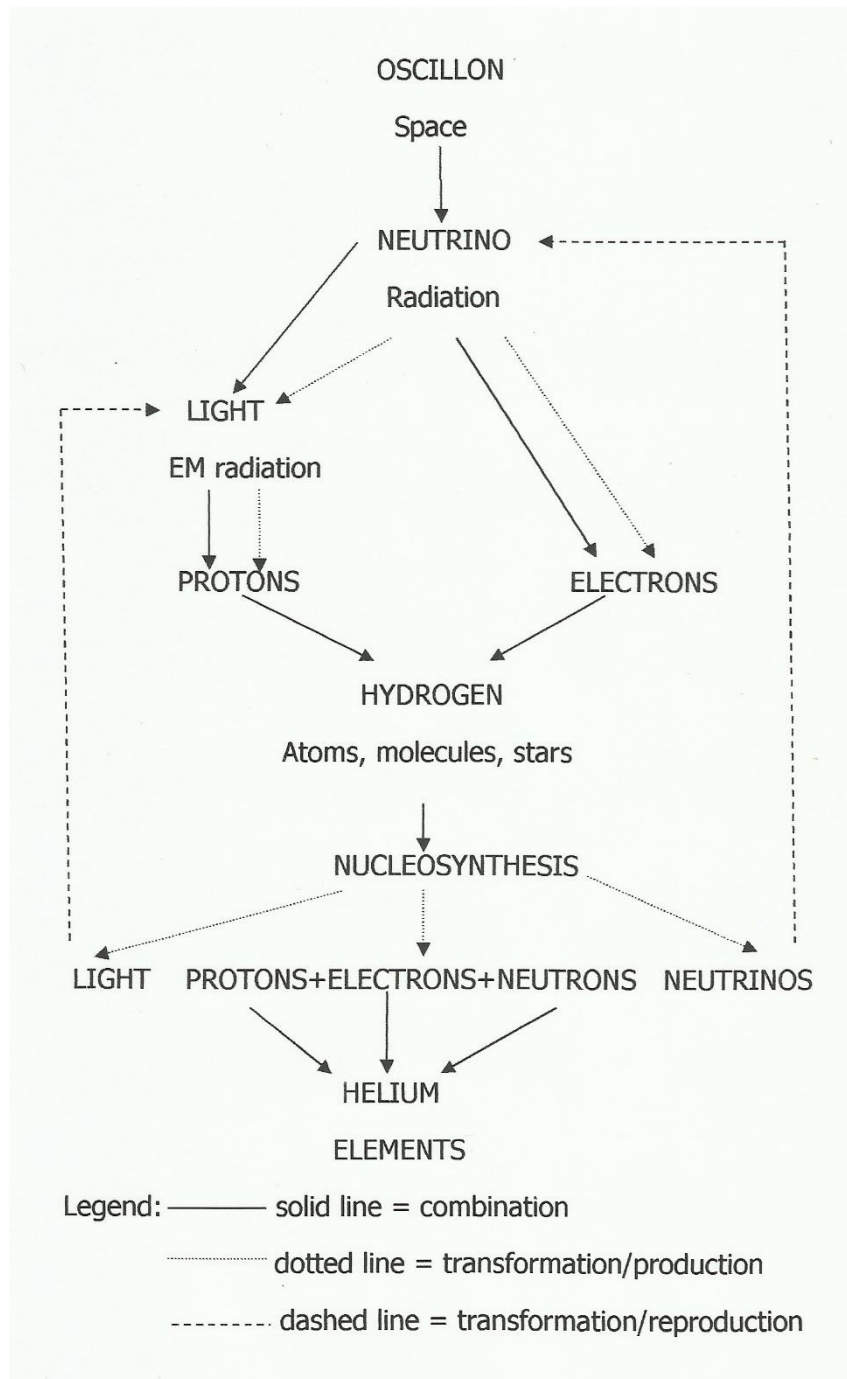 OSCILLON
Space
NEUTRINO
Radiation
LIGHT
EM radiation
PROTONS
ELECTRONS
HYDROGEN
Atoms, molecules, stars
NUCLEOSYNTHESIS
LIGHT PROTONS+ELECTRONS+NEUTRONS NEUTRINOS
HELIUM
ELEMENTS
Legend: solid line = combination
dotted line = transformation/production
dashed line = transformation/reproduction